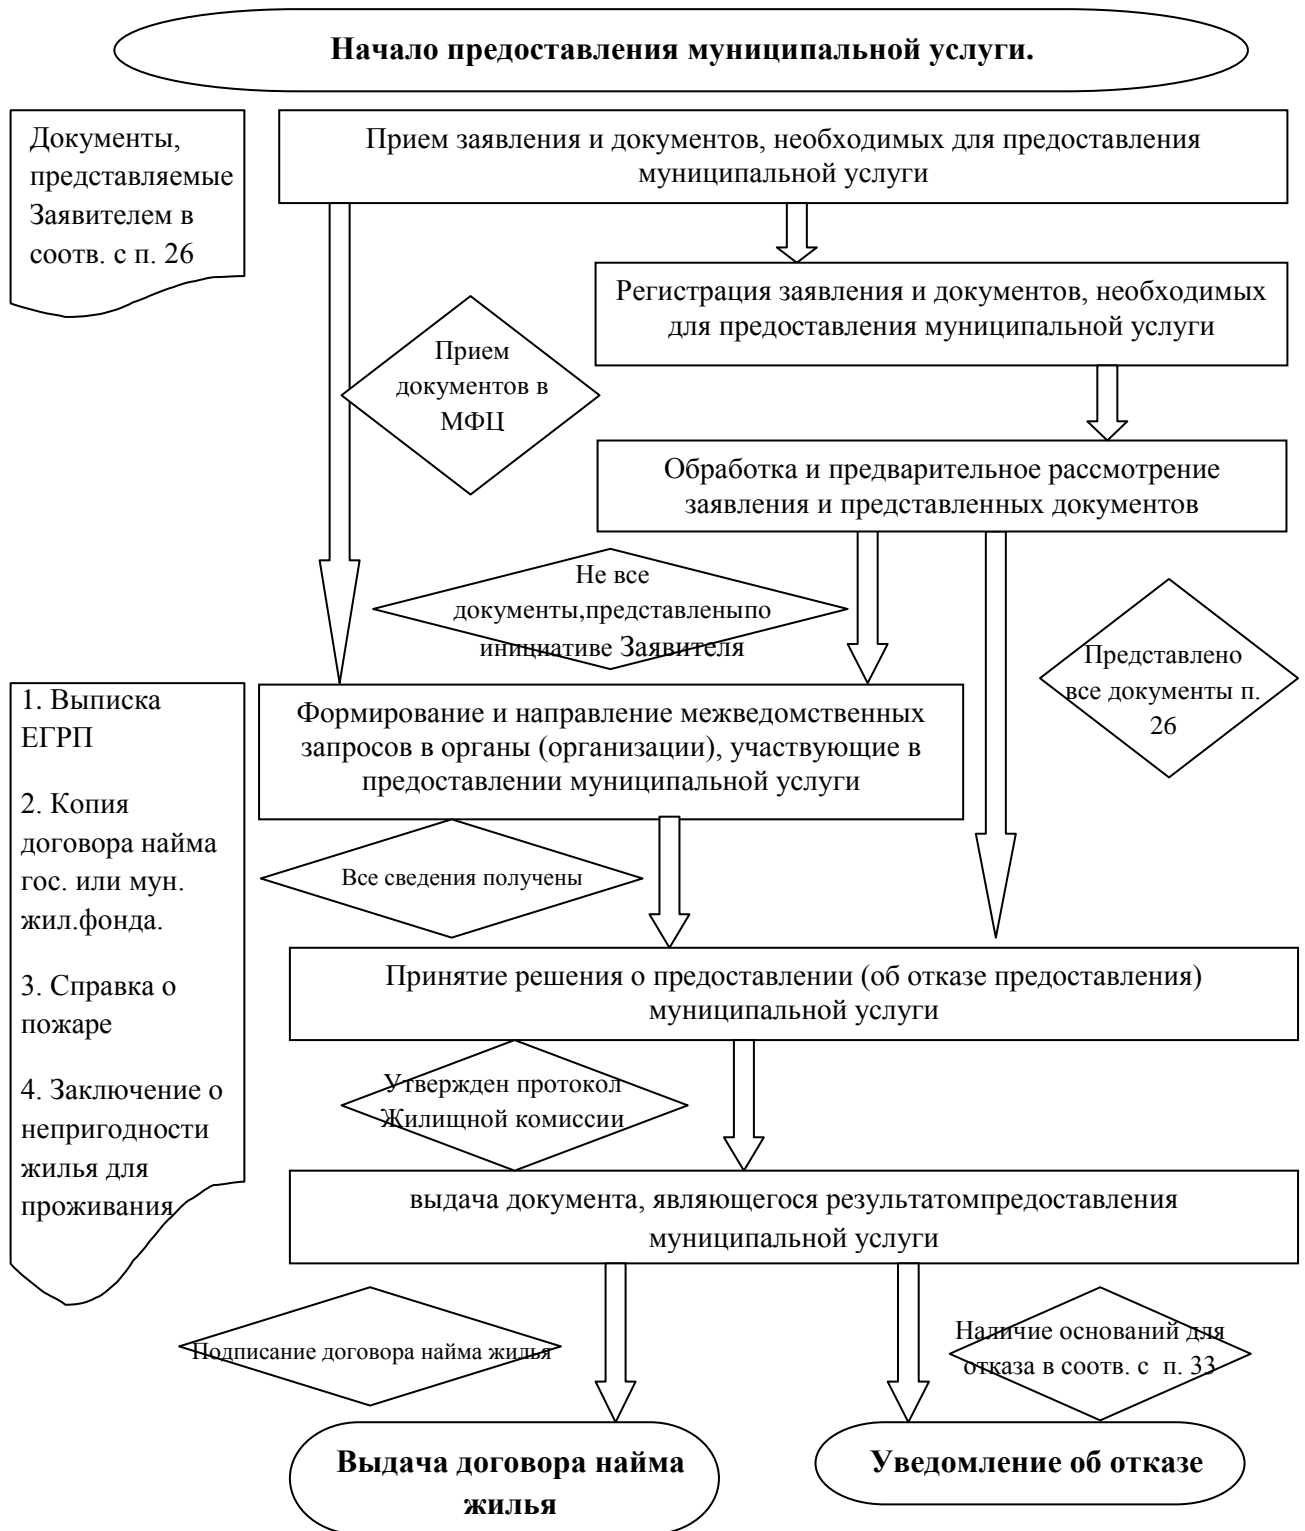 Начало предоставления муниципальной услуги.
Документы,
представляемые
Заявителем в
соотв. с п. 26
Прием заявления и документов, необходимых для предоставления
муниципальной услуги
Регистрация заявления и документов, необходимых
для предоставления муниципальной услуги
Прием
документов в
МФЦ
Обработка и предварительное рассмотрение
заявления и представленных документов
Не все
документы,представленыпо
инициативе Заявителя
Представлено
все документы п.
26
1. Выписка
ЕГРП
2. Копия
договора найма
гос. или мун.
жил.фонда.
3. Справка о
пожаре
4. Заключение о
непригодности
жилья для
проживания
Формирование и направление межведомственных
запросов в органы (организации), участвующие в
предоставлении муниципальной услуги
Все сведения получены
Принятие решения о предоставлении (об отказе предоставления)
муниципальной услуги
Утвержден протокол
Жилищной комиссии
выдача документа, являющегося результатомпредоставления
муниципальной услуги
Подписание договора найма жилья
Наличие оснований для
отказа в соотв. с п. 33
Выдача договора найма
жилья
Уведомление об отказе